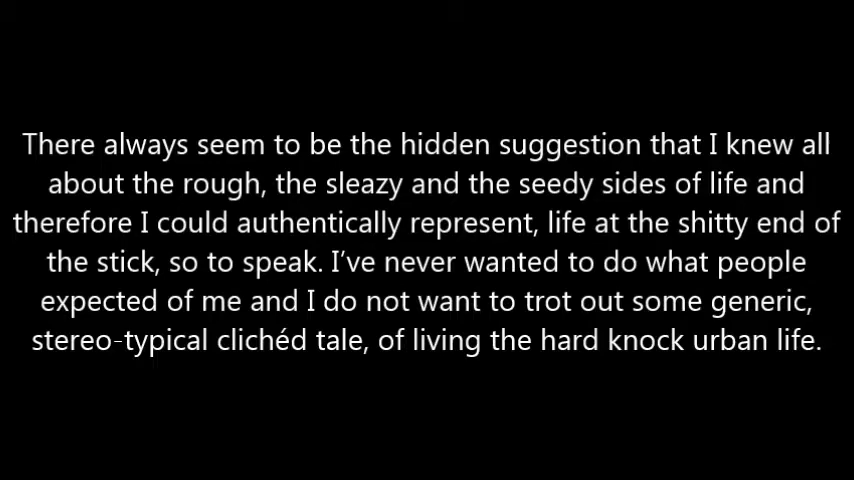 There always seem to be the hidden suggestion that I knew all
about the rough, the sleazy and the seedy sides of life and
therefore I could authentically represent, life at the shitty end of
the stick, so to speak. I’ve never wanted to do what people
expected of me and I do not want to trot out some generic,
stereo-typical clichéd tale, of living the hard knock urban life.